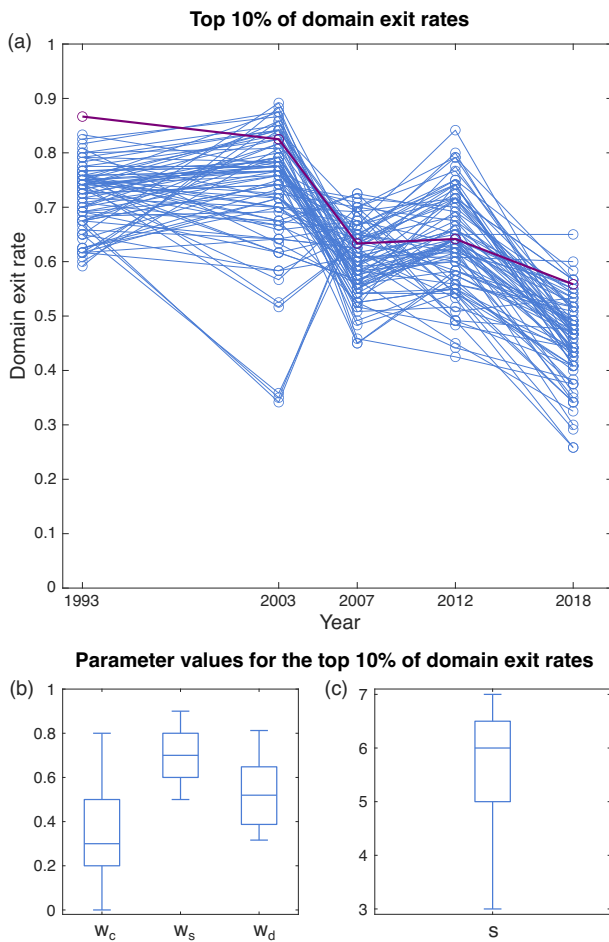 Top 10% of domain exit rates
(a)
1
0.9
0.8
0.7
0.6
0.5
0.4
0.3
0.2
0.1
0
Domain exit rate
1993 2003 2007 2012 2018
Year
Parameter values for the top 10% of domain exit rates
(b)
1
0.8
0.6
0.4
0.2
0
w_c w_s w_d
(c)
7
6
5
4
3
s